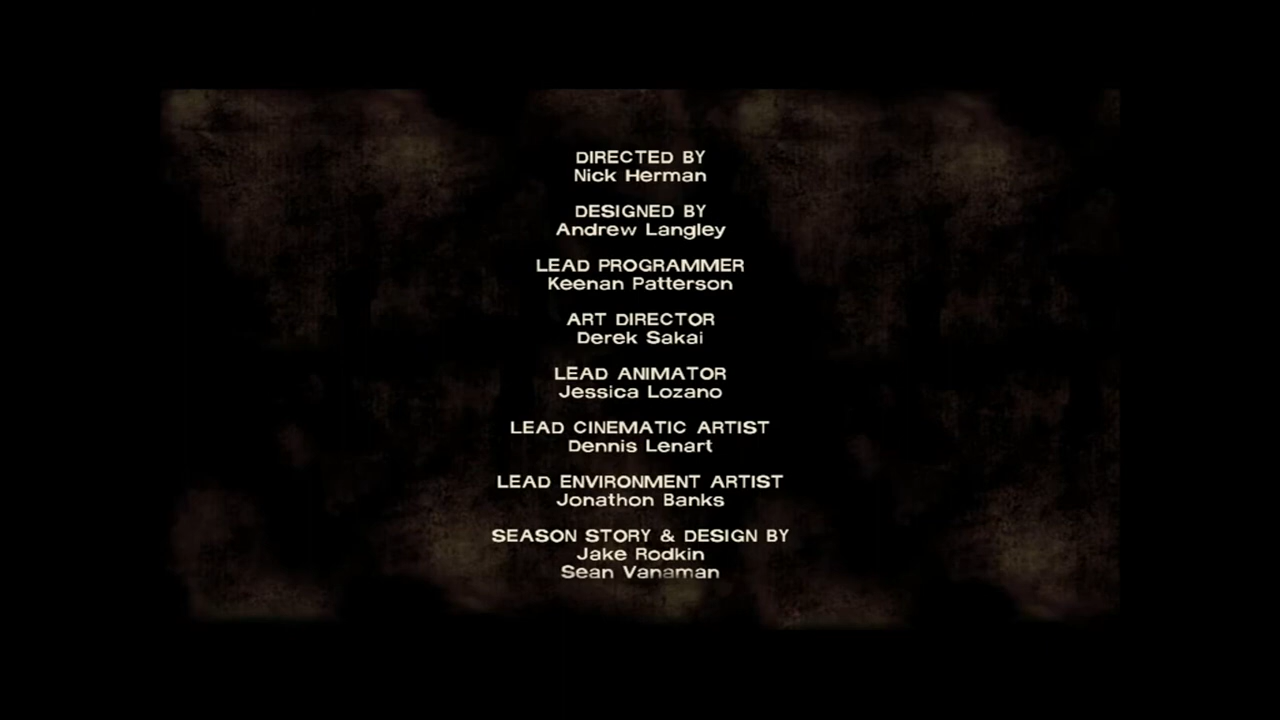 DIRECTED BY
Nick Herman
DESIGNED BY
Andrew Langley
LEAD PROGRAMMER
Keenan Patterson
ART DIRECTOR
Derek Sakai
LEAD ANIMATOR
Jessica Lozano
LEAD CINEMATIC ARTIST
Dennis Lenart
LEAD ENVIRONMENT ARTIST
Jonathon Banks
SEASON STORY & DESIGN BY
Jake Rodkin
Sean Vanaman